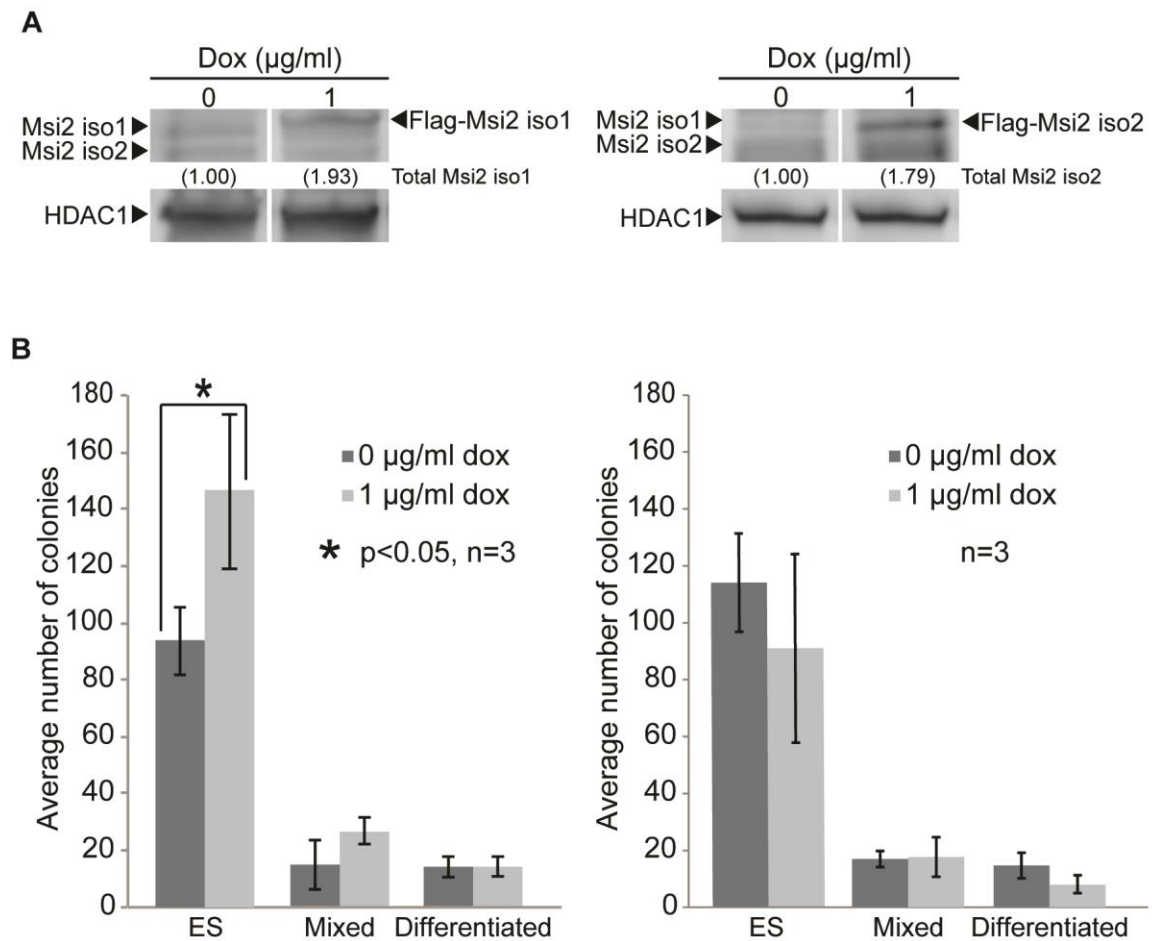 A
Dox (µg/ml)
0 1
Msi2 iso1
Flag-Msi2 iso1
Msi2 iso2
(1.00) (1.93) Total Msi2 iso1
HDAC1
Dox (µg/ml)
0 1
Msi2 iso1
Flag-Msi2 iso2
Msi2 iso2
(1.00) (1.79) Total Msi2 iso2
HDAC1
B
Average number of colonies
180
160
140
120
100
80
60
40
20
0
*
0 µg/ml dox
1 µg/ml dox
* p<0.05, n=3
ES Mixed Differentiated
Average number of colonies
180
160
140
120
100
80
60
40
20
0
0 µg/ml dox
1 µg/ml dox
n=3
ES Mixed Differentiated